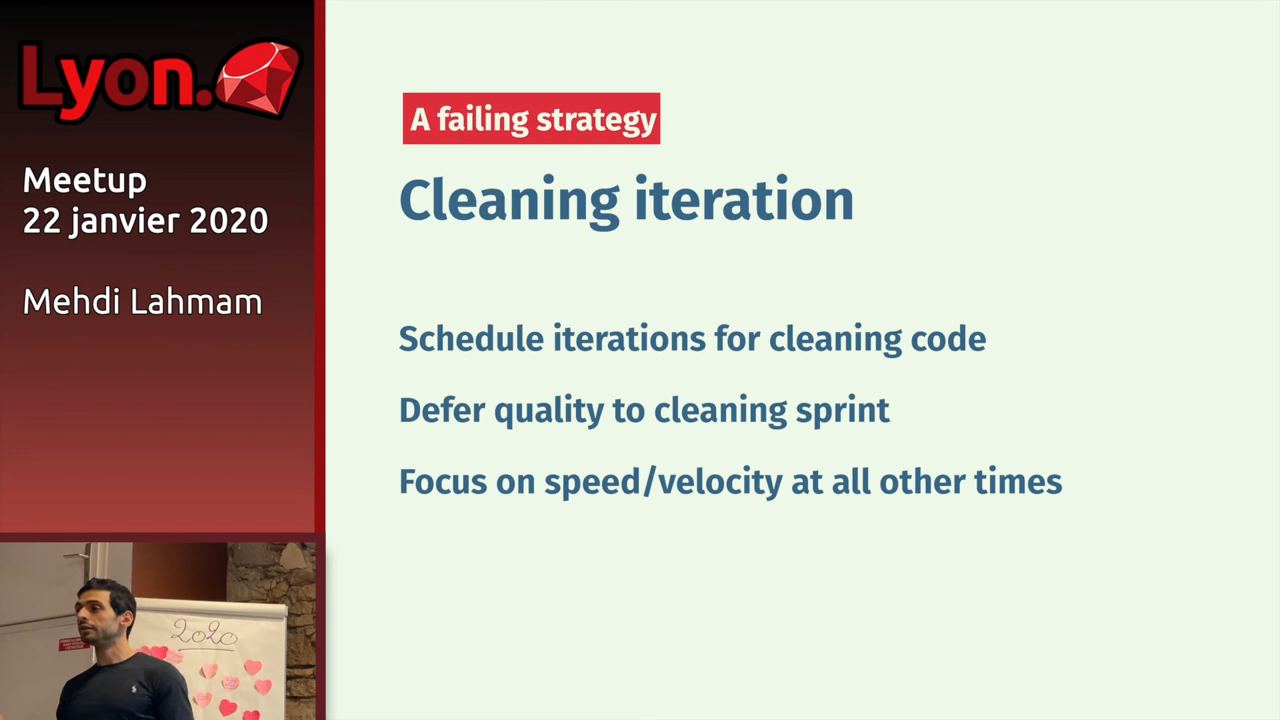 Lyon.
Meetup
22 janvier 2020
Mehdi Lahmam
A failing strategy
Cleaning iteration
Schedule iterations for cleaning code
Defer quality to cleaning sprint
Focus on speed/velocity at all other times
2020